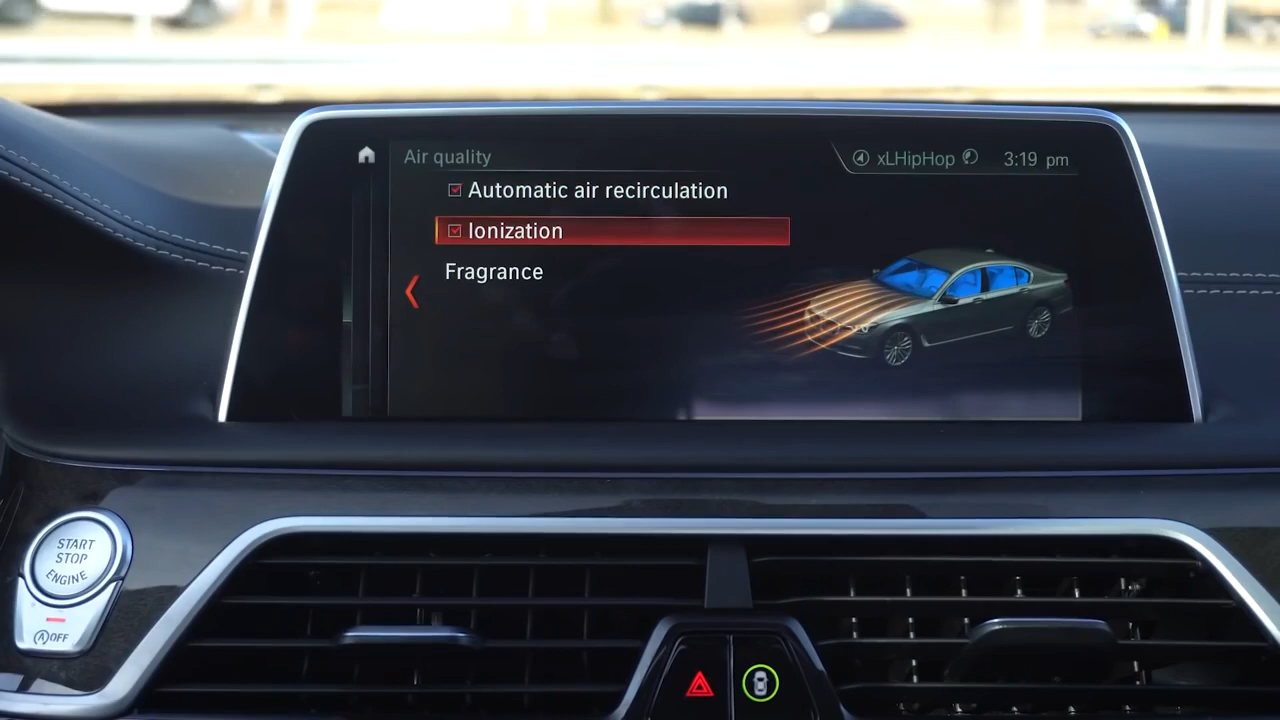 Air quality
xLHipHop
3:19 pm
Automatic air recirculation
Ionization
Fragrance
START
STOP
ENGINE
A OFF